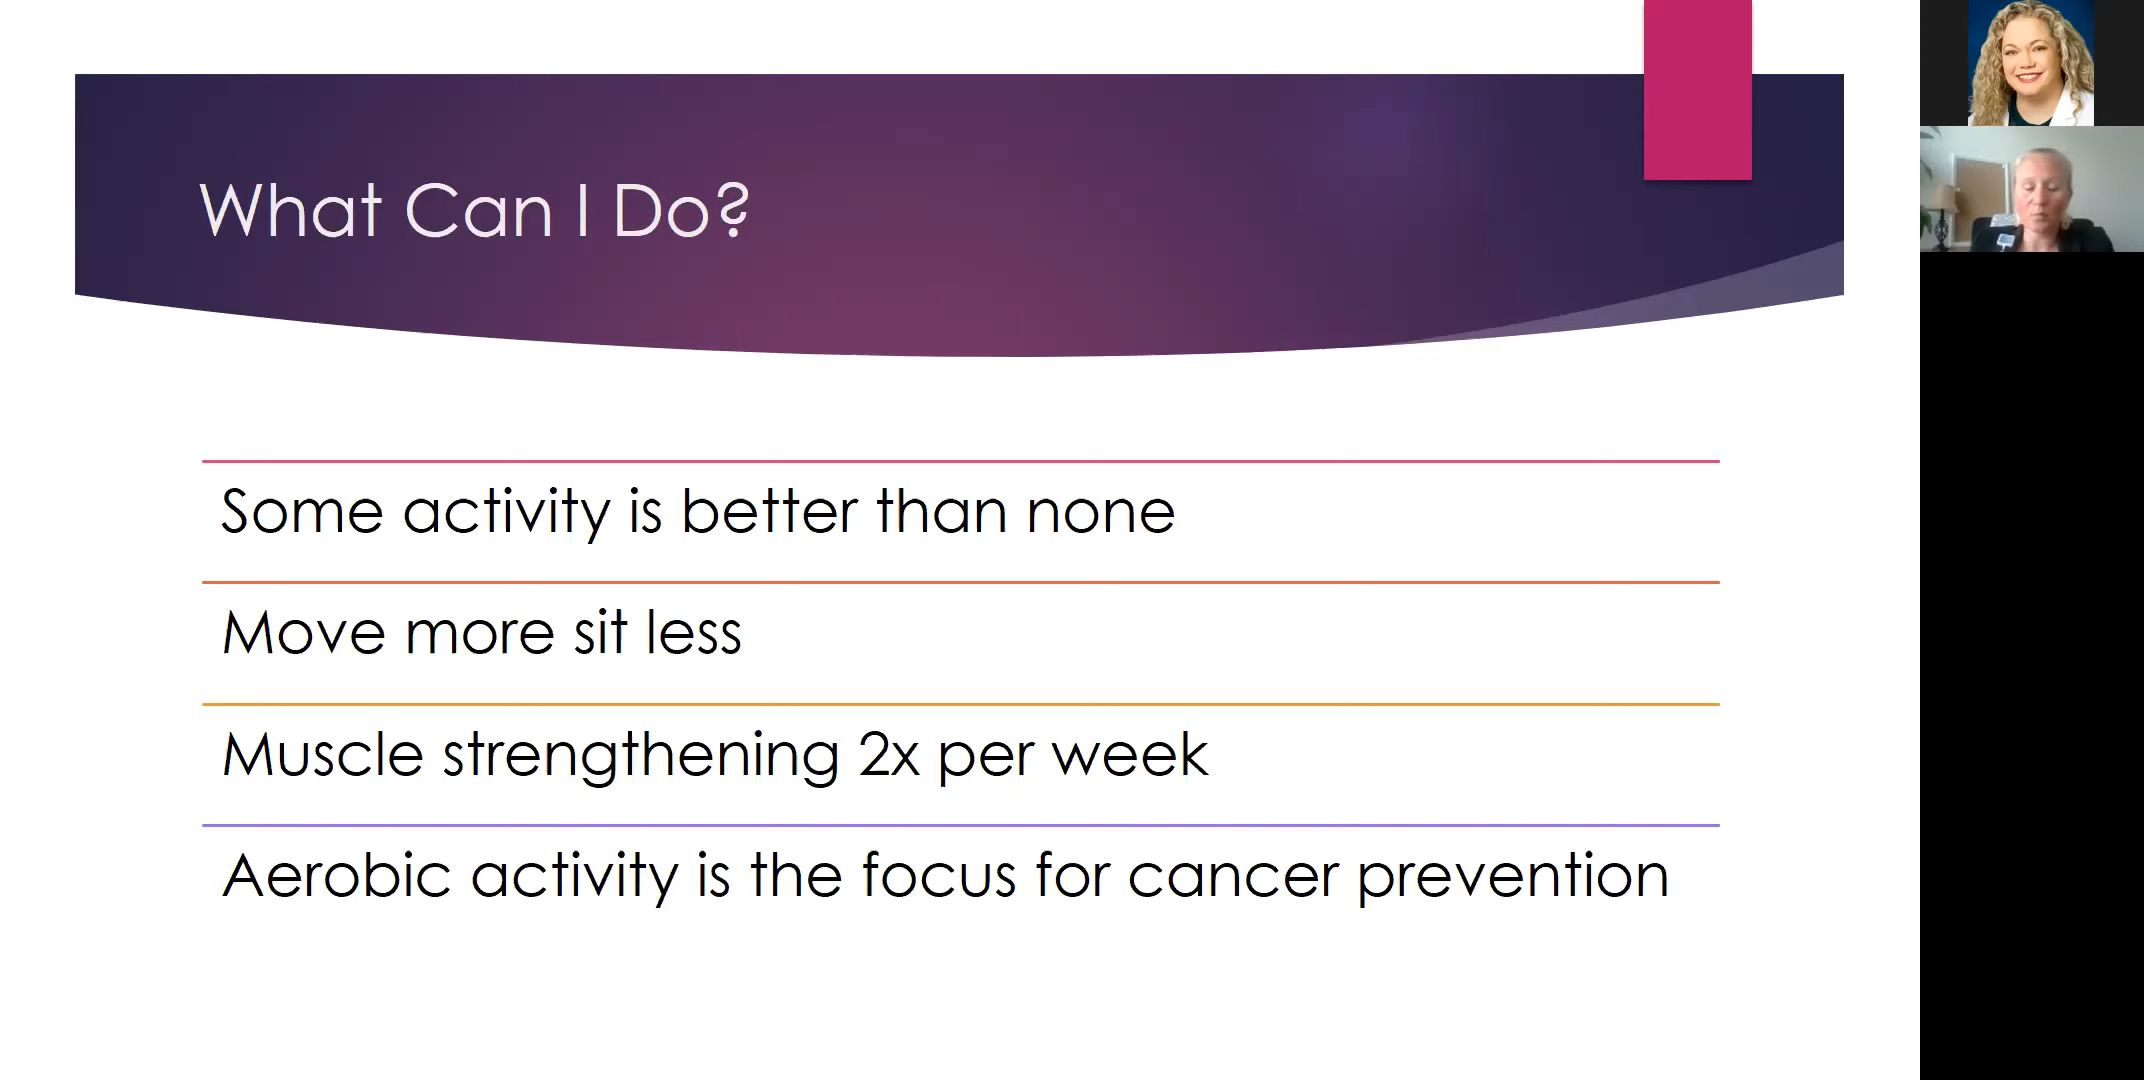 What Can I Do?
Some activity is better than none
Move more sit less
Muscle strengthening 2x per week
Aerobic activity is the focus for cancer prevention